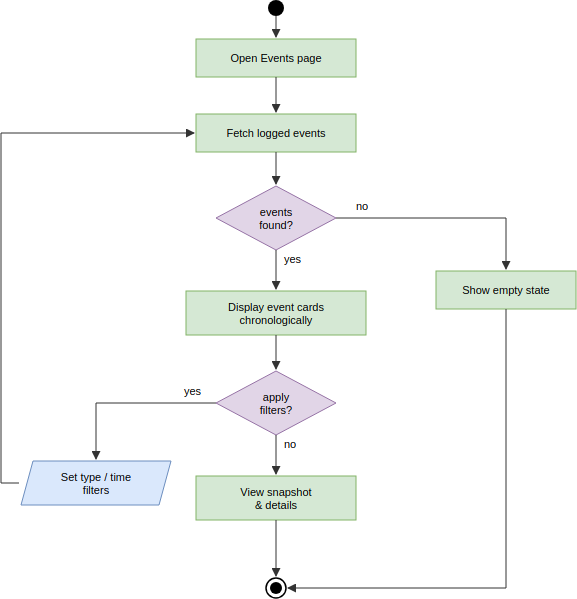 Open Events page
Fetch logged events
events
found?
no
yes
Show empty state
Display event cards
chronologically
apply
filters?
yes
no
Set type / time
filters
View snapshot
& details